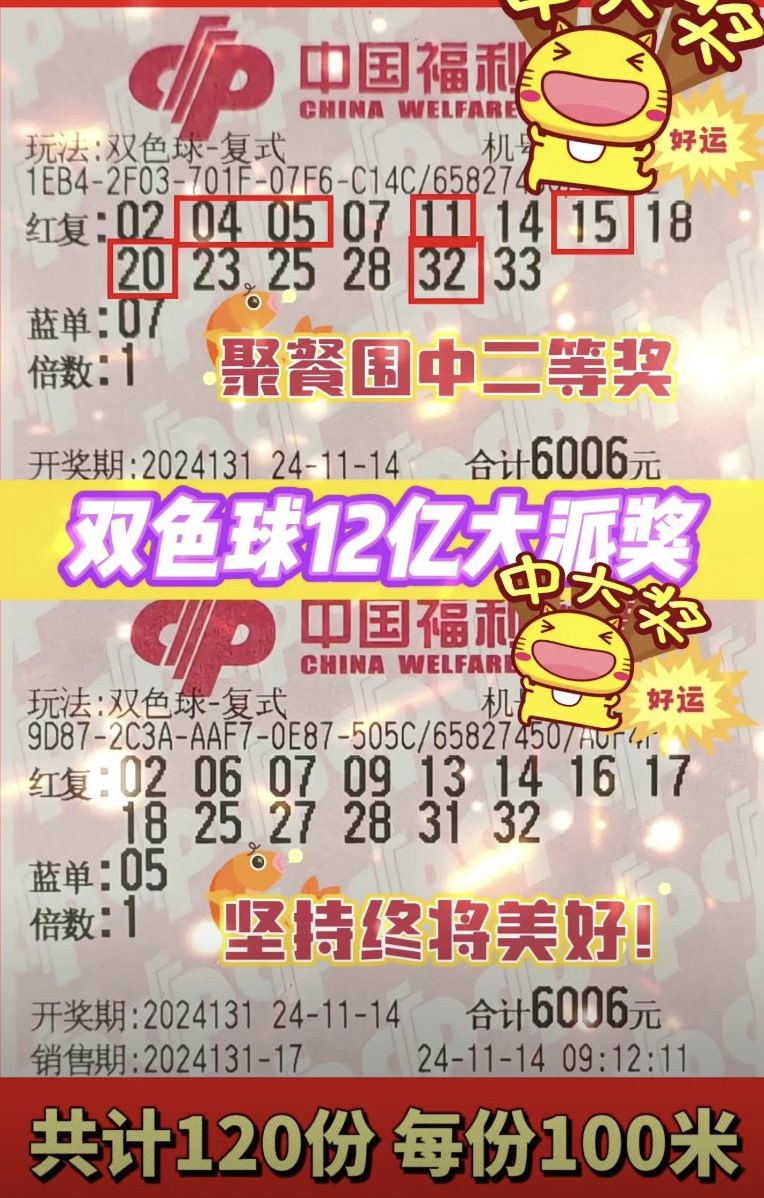 中大奖
中国福利
CHINA WELFARE
好运
玩法:双色球-复式
机号
1EB4-2F03-701F-07F6-C14C/6582745
红复:02 04 05 07 11 14 15 18
20 23 25 28 32 33
蓝单:07
倍数:1
聚餐围中二等奖
开奖期:2024131 24-11-14 合计6006元
双色球12亿大派奖
中大奖
中国福利
CHINA WELFARE
好运
玩法:双色球-复式
9D87-2C3A-AAF7-0E87-505C/65827450/
红复:02 06 07 09 13 14 16 17
18 25 27 28 31 32
蓝单:05
倍数:1
坚持终将美好!
开奖期:2024131 24-11-14 合计6006元
销售期:2024131-17 24-11-14 09:12:11
共计120份 每份100米